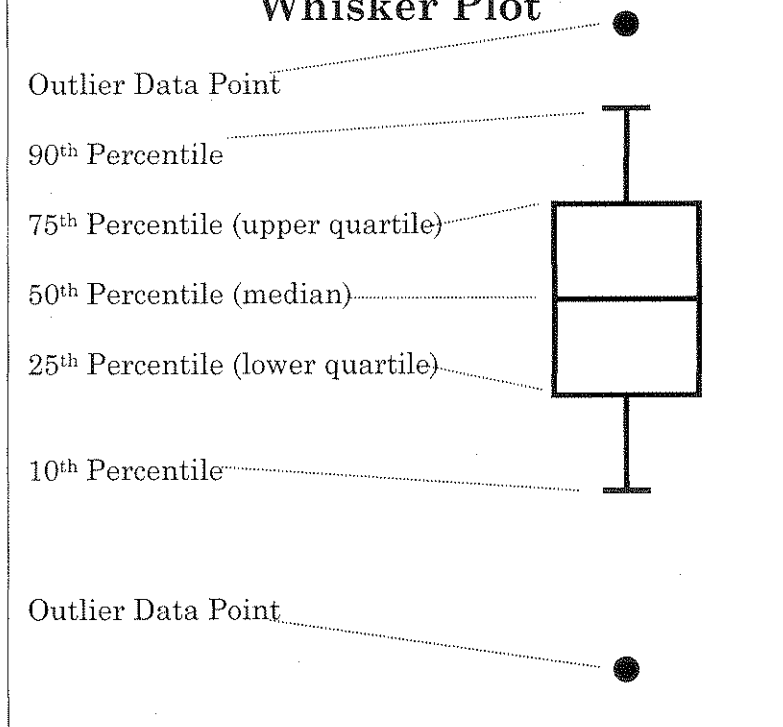 Whisker Plot
Outlier Data Point
90th Percentile
75th Percentile (upper quartile)
50th Percentile (median)
25th Percentile (lower quartile)
10th Percentile
Outlier Data Point